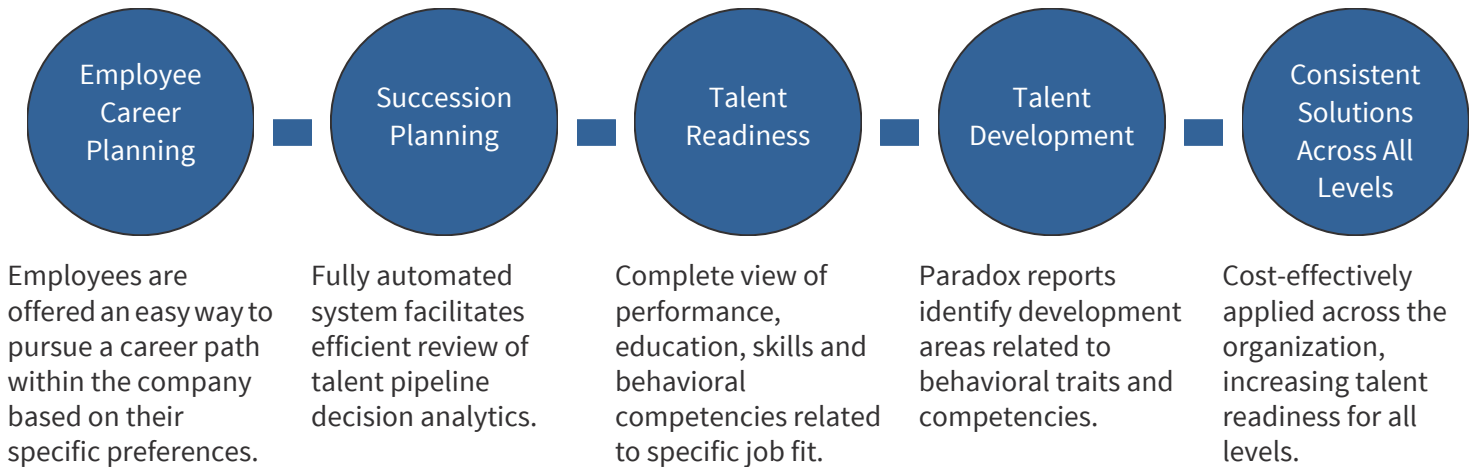 Employee
Career
Planning
Succession
Planning
Talent
Readiness
Talent
Development
Consistent
Solutions
Across All
Levels
Employees are
offered an easy way to
pursue a career path
within the company
based on their
specific preferences.
Fully automated
system facilitates
efficient review of
talent pipeline
decision analytics.
Complete view of
performance,
education, skills and
behavioral
competencies related
to specific job fit.
Paradox reports
identify development
areas related to
behavioral traits and
competencies.
Cost-effectively
applied across the
organization,
increasing talent
readiness for all
levels.